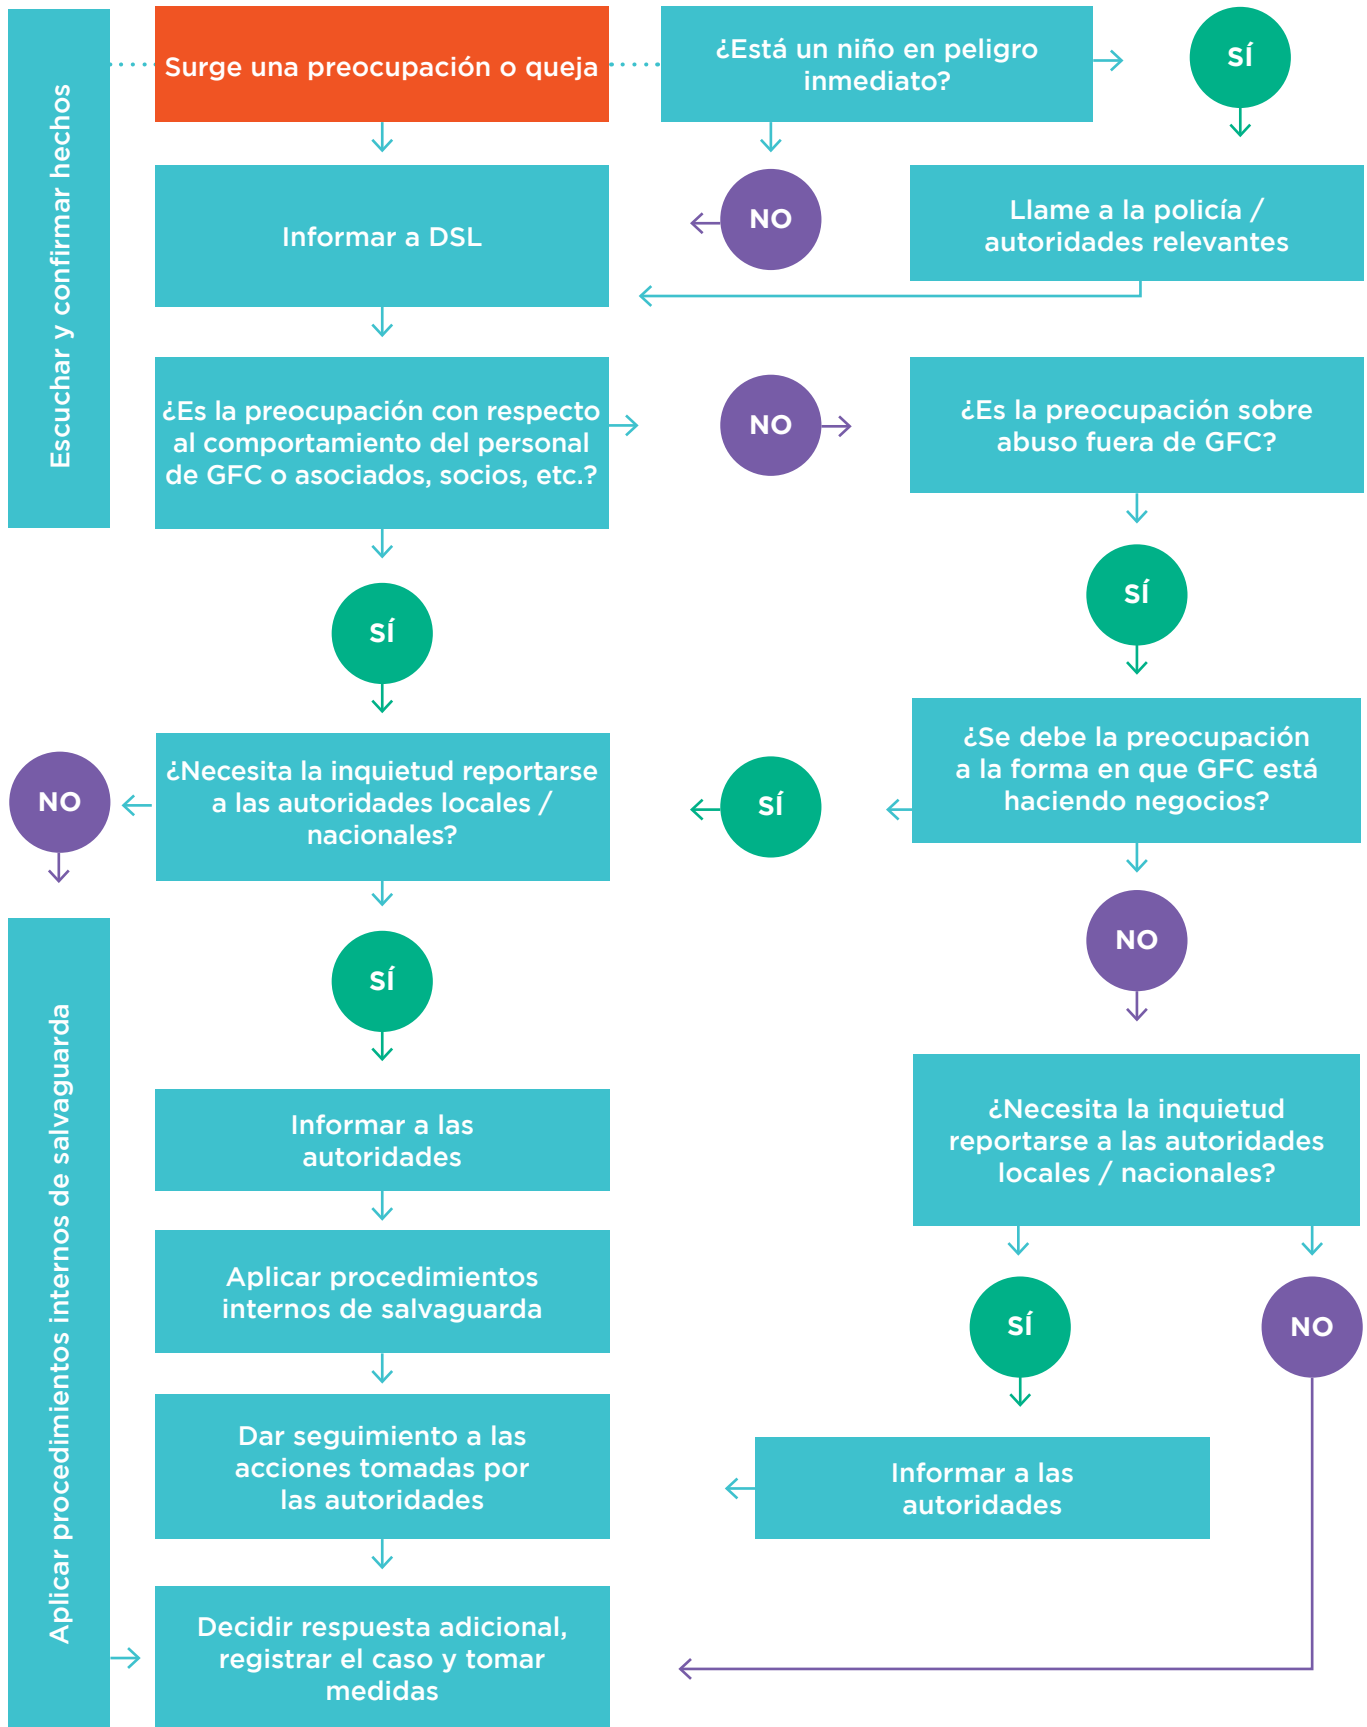 Escuchar y confirmar hechos
Surge una preocupación o queja
¿Está un niño en peligro
inmediato?
SÍ
Informar a DSL
NO
Llame a la policía /
autoridades relevantes
¿Es la preocupación con respecto
al comportamiento del personal
de GFC o asociados, socios, etc.?
NO
¿Es la preocupación sobre
abuso fuera de GFC?
SÍ
SÍ
NO
¿Necesita la inquietud reportarse
a las autoridades locales /
nacionales?
SÍ
¿Se debe la preocupación
a la forma en que GFC está
haciendo negocios?
SÍ
NO
Aplicar procedimientos internos de salvaguarda
Informar a las
autoridades
¿Necesita la inquietud
reportarse a las autoridades
locales / nacionales?
Aplicar procedimientos
internos de salvaguarda
SÍ
NO
Dar seguimiento a las
acciones tomadas por
las autoridades
Informar a las
autoridades
Decidir respuesta adicional,
registrar el caso y tomar
medidas